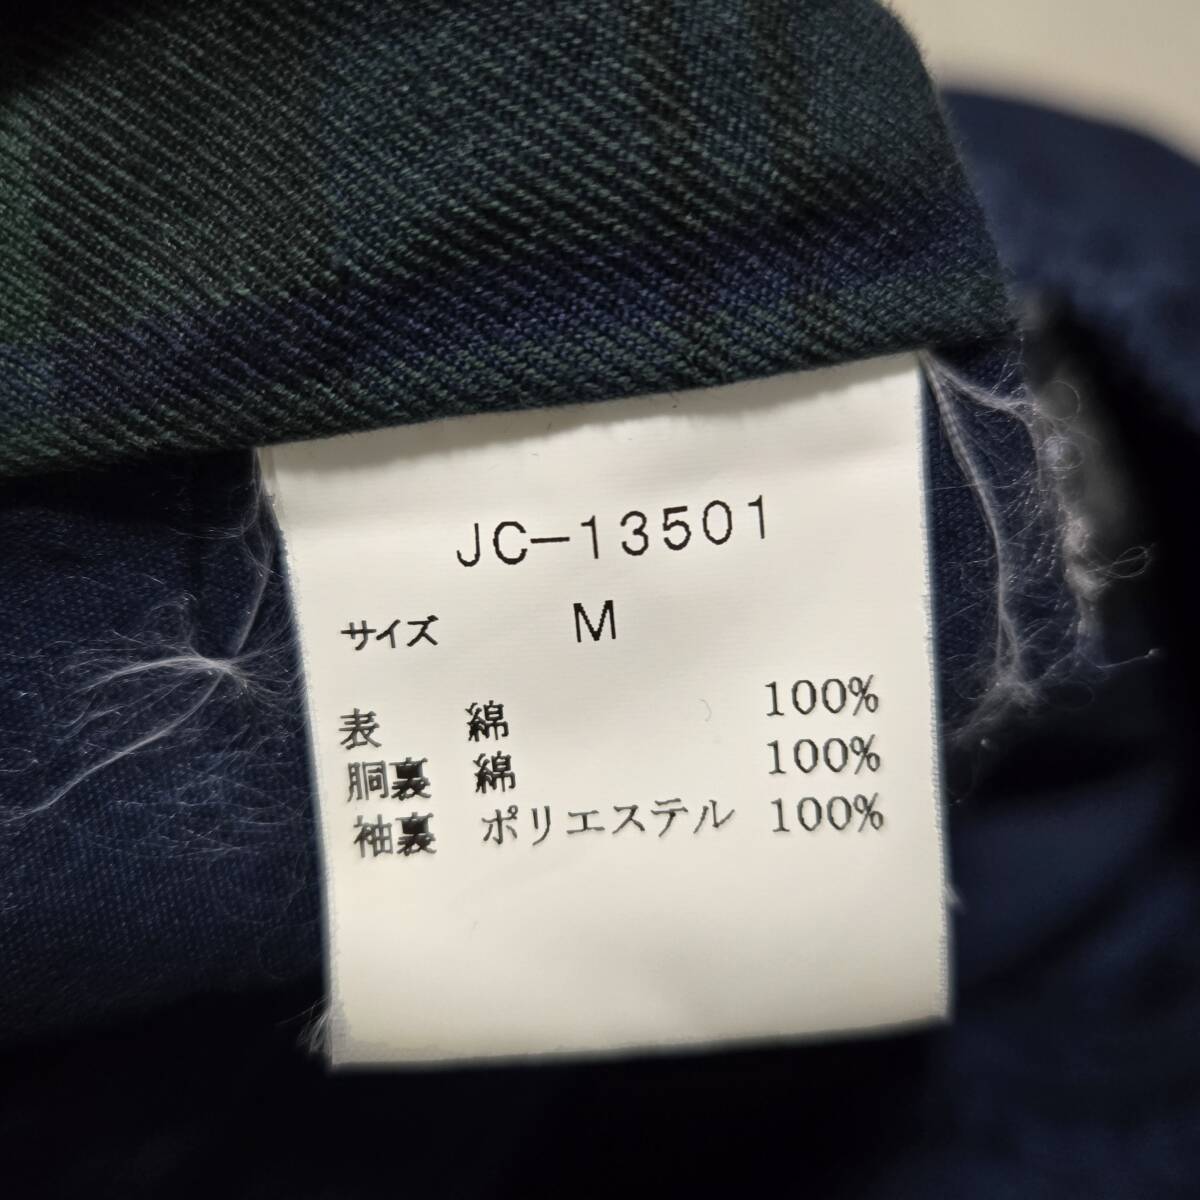 JC-13501
サイズ M
表 綿 100%
胴裏 綿 100%
袖裏 ポリエステル 100%